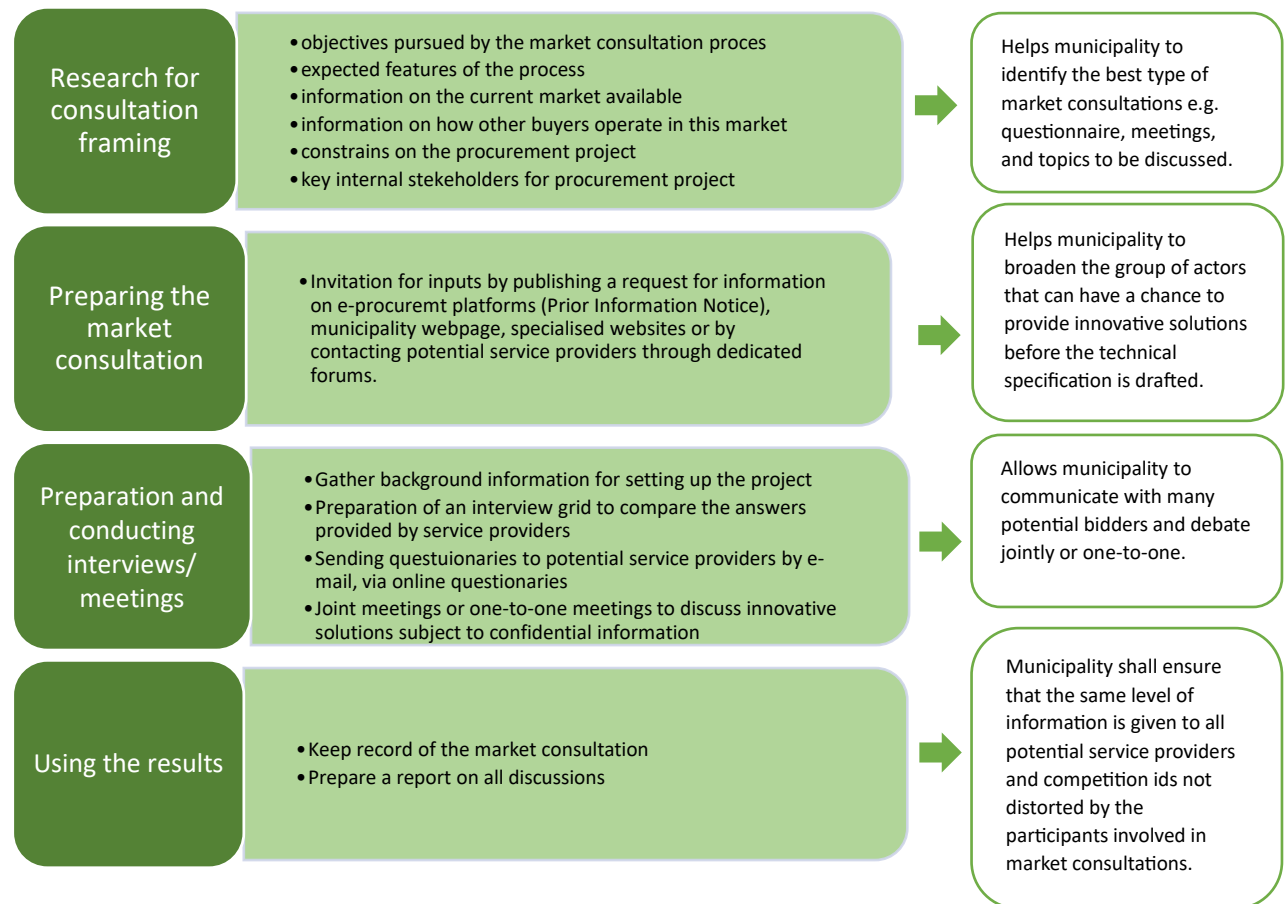 Research for
consultation
framing
• objectives pursued by the market consultation proces
• expected features of the process
• information on the current market available
• information on how other buyers operate in this market
• constrains on the procurement project
• key internal stekeholders for procurement project
Helps municipality to
identify the best type of
market consultations e.g.
questionnaire, meetings,
and topics to be discussed.
Preparing the
market
consultation
• Invitation for inputs by publishing a request for information
on e-procuremt platforms (Prior Information Notice),
municipality webpage, specialised websites or by
contacting potential service providers through dedicated
forums.
Helps municipality to
broaden the group of actors
that can have a chance to
provide innovative solutions
before the technical
specification is drafted.
Preparation and
conducting
interviews/
meetings
• Gather background information for setting up the project
• Preparation of an interview grid to compare the answers
provided by service providers
• Sending questuionaries to potential service providers by e-
mail, via online questionaries
• Joint meetings or one-to-one meetings to discuss innovative
solutions subject to confidential information
Allows municipality to
communicate with many
potential bidders and debate
jointly or one-to-one.
Using the results
• Keep record of the market consultation
• Prepare a report on all discussions
Municipality shall ensure
that the same level of
information is given to all
potential service providers
and competition ids not
distorted by the
participants involved in
market consultations.